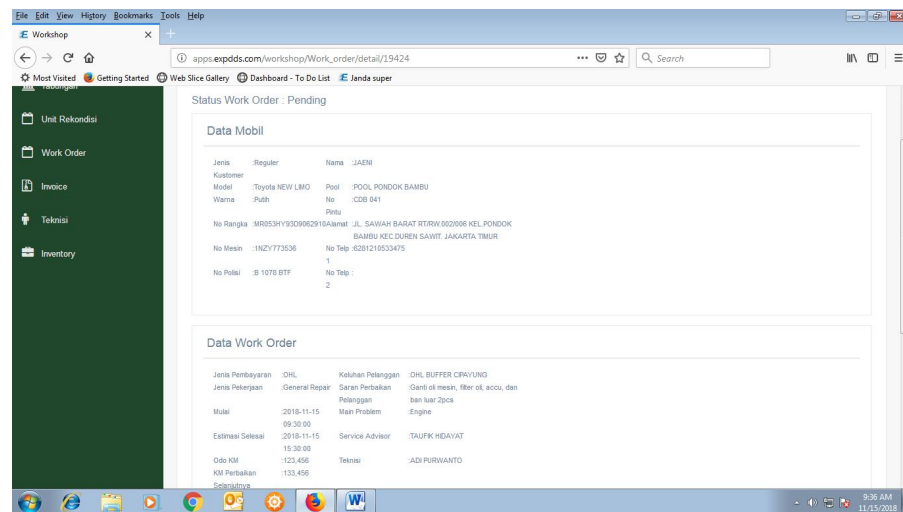 File Edit View History Bookmarks Tools Help
Workshop
apps.expdds.com/workshop/Work_order/detail/19424
Search
Most Visited Getting Started Web Slice Gallery Dashboard - To Do List Janda super
Tabungan
Unit Rekondisi
Work Order
Invoice
Teknisi
Inventory
Status Work Order : Pending
Data Mobil
Jenis :Reguler Nama :JAENI
Kustomer
Model :Toyota NEW LIMO Pool :POOL PONDOK BAMBU
Warna :Putih No :CDB 041
Pintu
No Rangka :MR053HY93D9062910Alamat :JL. SAWAH BARAT RT/RW.002/006 KEL.PONDOK
BAMBU KEC.DUREN SAWIT. JAKARTA TIMUR
No Mesin :1NZY773536 No Telp :6281210533475
1
No Polisi :B 1078 BTF No Telp :
2
Data Work Order
Jenis Pembayaran :OHL Keluhan Pelanggan :OHL BUFFER CIPAYUNG
Jenis Pekerjaan :General Repair Saran Perbaikan :Ganti oli mesin, filter oli, accu, dan
Pelanggan ban luar 2pcs
Mulai :2018-11-15 Main Problem :Engine
09:30:00
Estimasi Selesai :2018-11-15 Service Advisor :TAUFIK HIDAYAT
15:30:00
Odo KM :123,456 Teknisi :ADI PURWANTO
KM Perbaikan :133,456
Selanjutnya
9:36 AM
11/15/2018